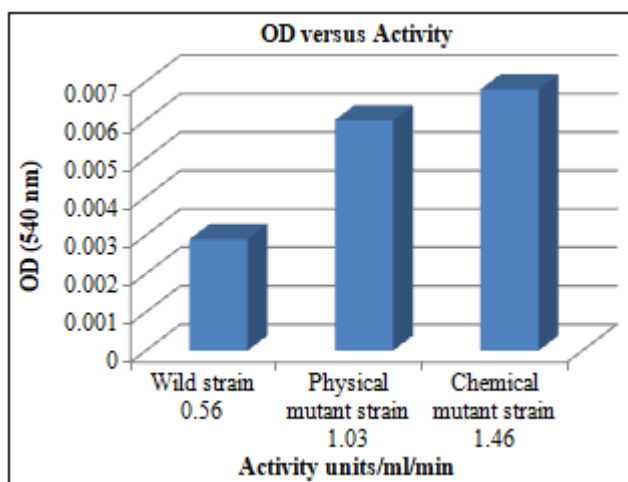 OD versus Activity
OD (540 nm)
0.007
0.006
0.005
0.004
0.003
0.002
0.001
0
Wild strain
0.56
Physical
mutant strain
1.03
Chemical
mutant strain
1.46
Activity units/ml/min